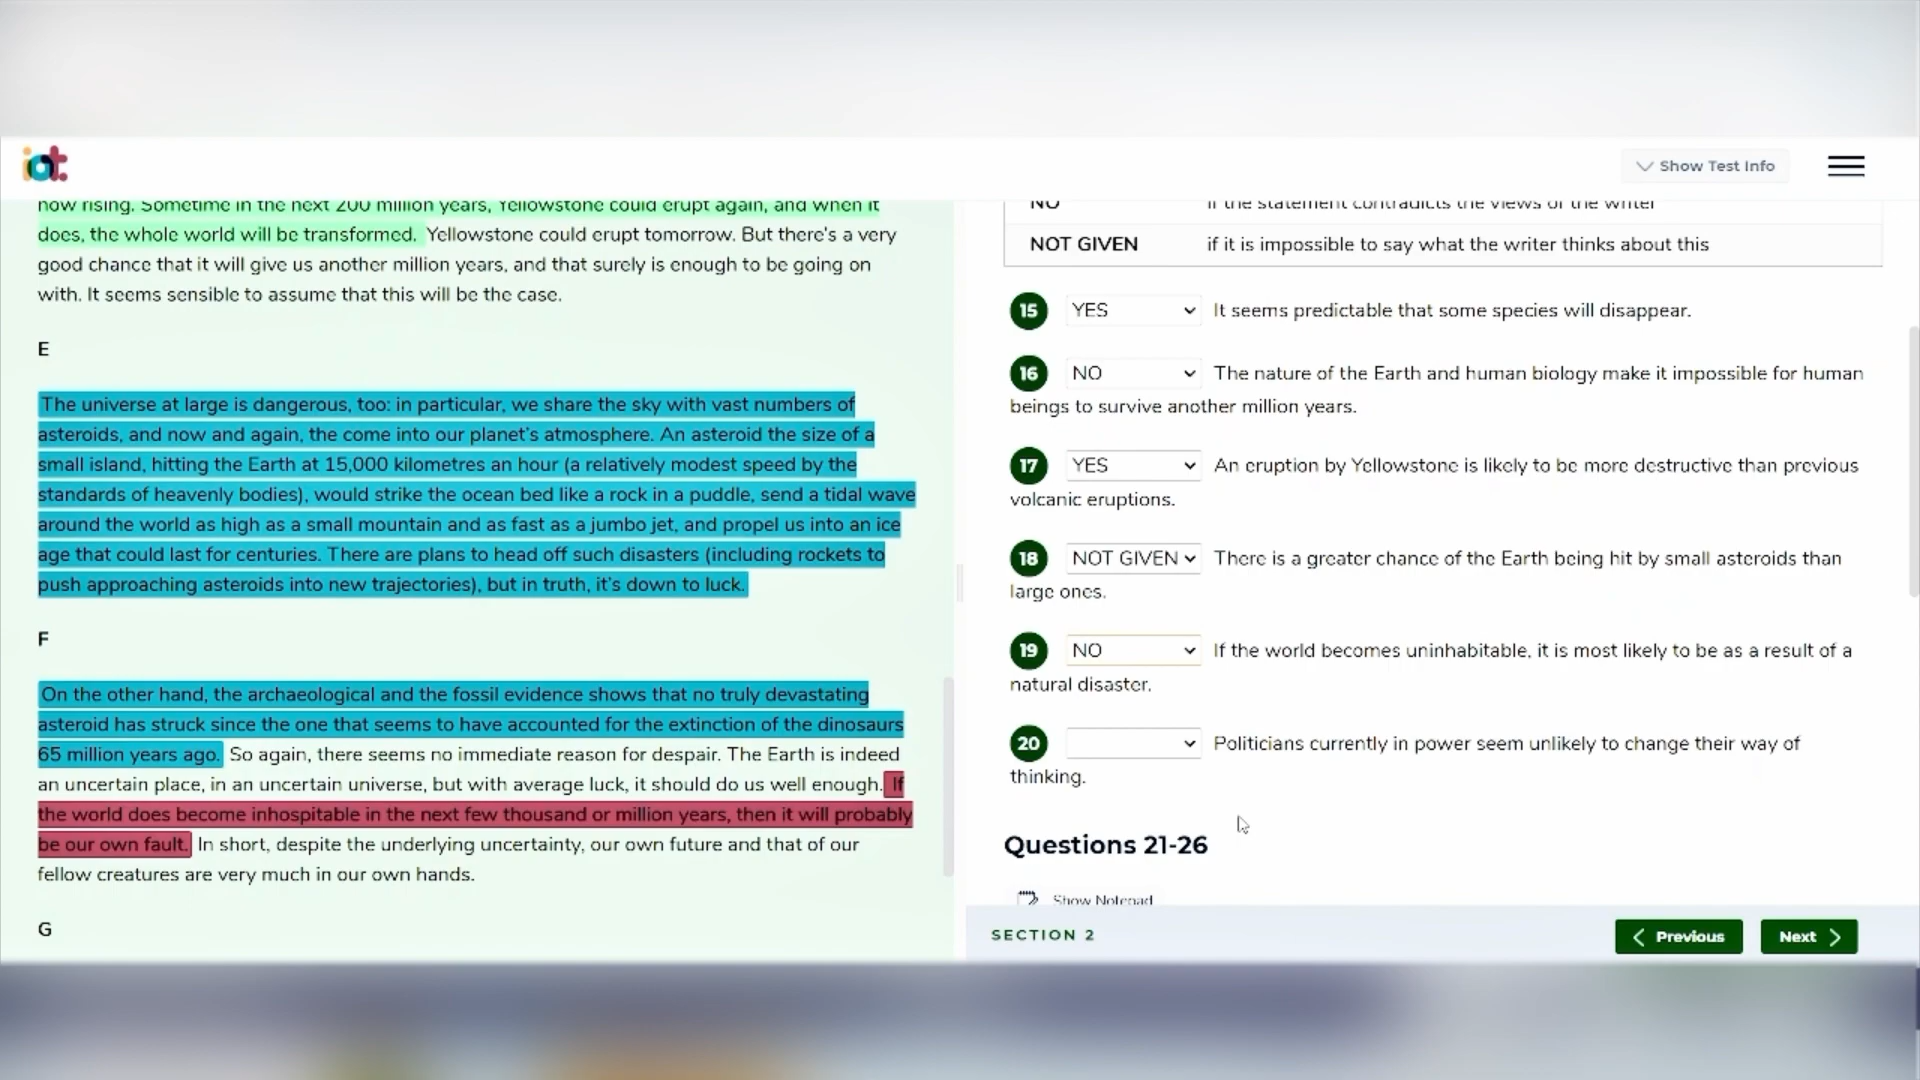 iot
Show Test Info
now rising. Sometime in the next 200 million years, Yellowstone could erupt again, and when it
does, the whole world will be transformed. Yellowstone could erupt tomorrow. But there's a very
good chance that it will give us another million years, and that surely is enough to be going on
with. It seems sensible to assume that this will be the case.
E
The universe at large is dangerous, too: in particular, we share the sky with vast numbers of
asteroids, and now and again, the come into our planet's atmosphere. An asteroid the size of a
small island, hitting the Earth at 15,000 kilometres an hour (a relatively modest speed by the
standards of heavenly bodies), would strike the ocean bed like a rock in a puddle, send a tidal wave
around the world as high as a small mountain and as fast as a jumbo jet, and propel us into an ice
age that could last for centuries. There are plans to head off such disasters (including rockets to
push approaching asteroids into new trajectories), but in truth, it's down to luck.
F
On the other hand, the archaeological and the fossil evidence shows that no truly devastating
asteroid has struck since the one that seems to have accounted for the extinction of the dinosaurs
65 million years ago. So again, there seems no immediate reason for despair. The Earth is indeed
an uncertain place, in an uncertain universe, but with average luck, it should do us well enough. If
the world does become inhospitable in the next few thousand or million years, then it will probably
be our own fault. In short, despite the underlying uncertainty, our own future and that of our
fellow creatures are very much in our own hands.
G
NO if the statement contradicts the views of the writer
NOT GIVEN if it is impossible to say what the writer thinks about this
15 YES It seems predictable that some species will disappear.
16 NO The nature of the Earth and human biology make it impossible for human
beings to survive another million years.
17 YES An eruption by Yellowstone is likely to be more destructive than previous
volcanic eruptions.
18 NOT GIVEN There is a greater chance of the Earth being hit by small asteroids than
large ones.
19 NO If the world becomes uninhabitable, it is most likely to be as a result of a
natural disaster.
20 Politicians currently in power seem unlikely to change their way of
thinking.
Questions 21-26
Show Notepad
SECTION 2
Previous
Next